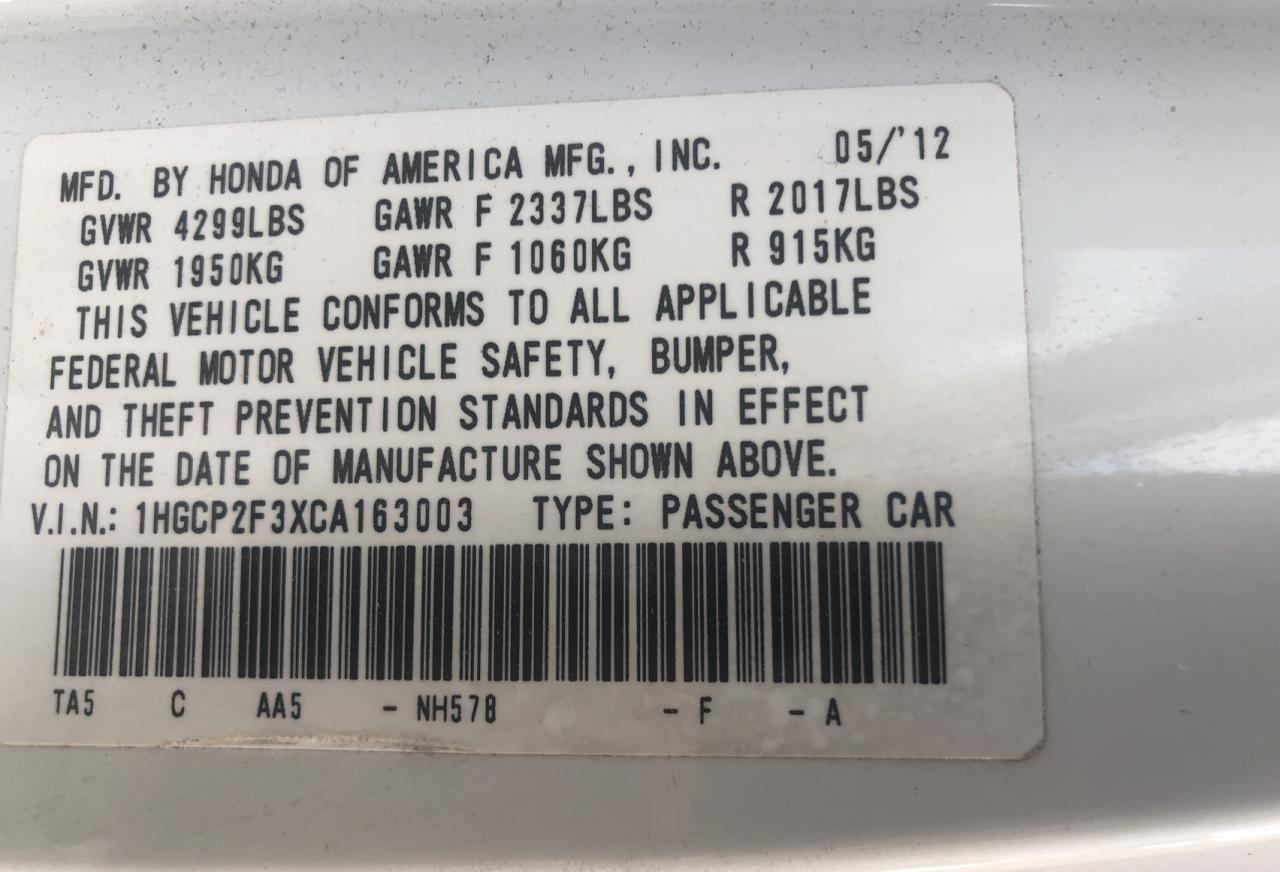 MFD. BY HONDA OF AMERICA MFG., INC. 05/'12
GVWR 4299LBS GAWR F 2337LBS R 2017LBS
GVWR 1950KG GAWR F 1060KG R 915KG
THIS VEHICLE CONFORMS TO ALL APPLICABLE
FEDERAL MOTOR VEHICLE SAFETY, BUMPER,
AND THEFT PREVENTION STANDARDS IN EFFECT
ON THE DATE OF MANUFACTURE SHOWN ABOVE.
V.I.N.: 1HGCP2F3XCA163003 TYPE: PASSENGER CAR
TA5 C AA5 - NH578 - F - A